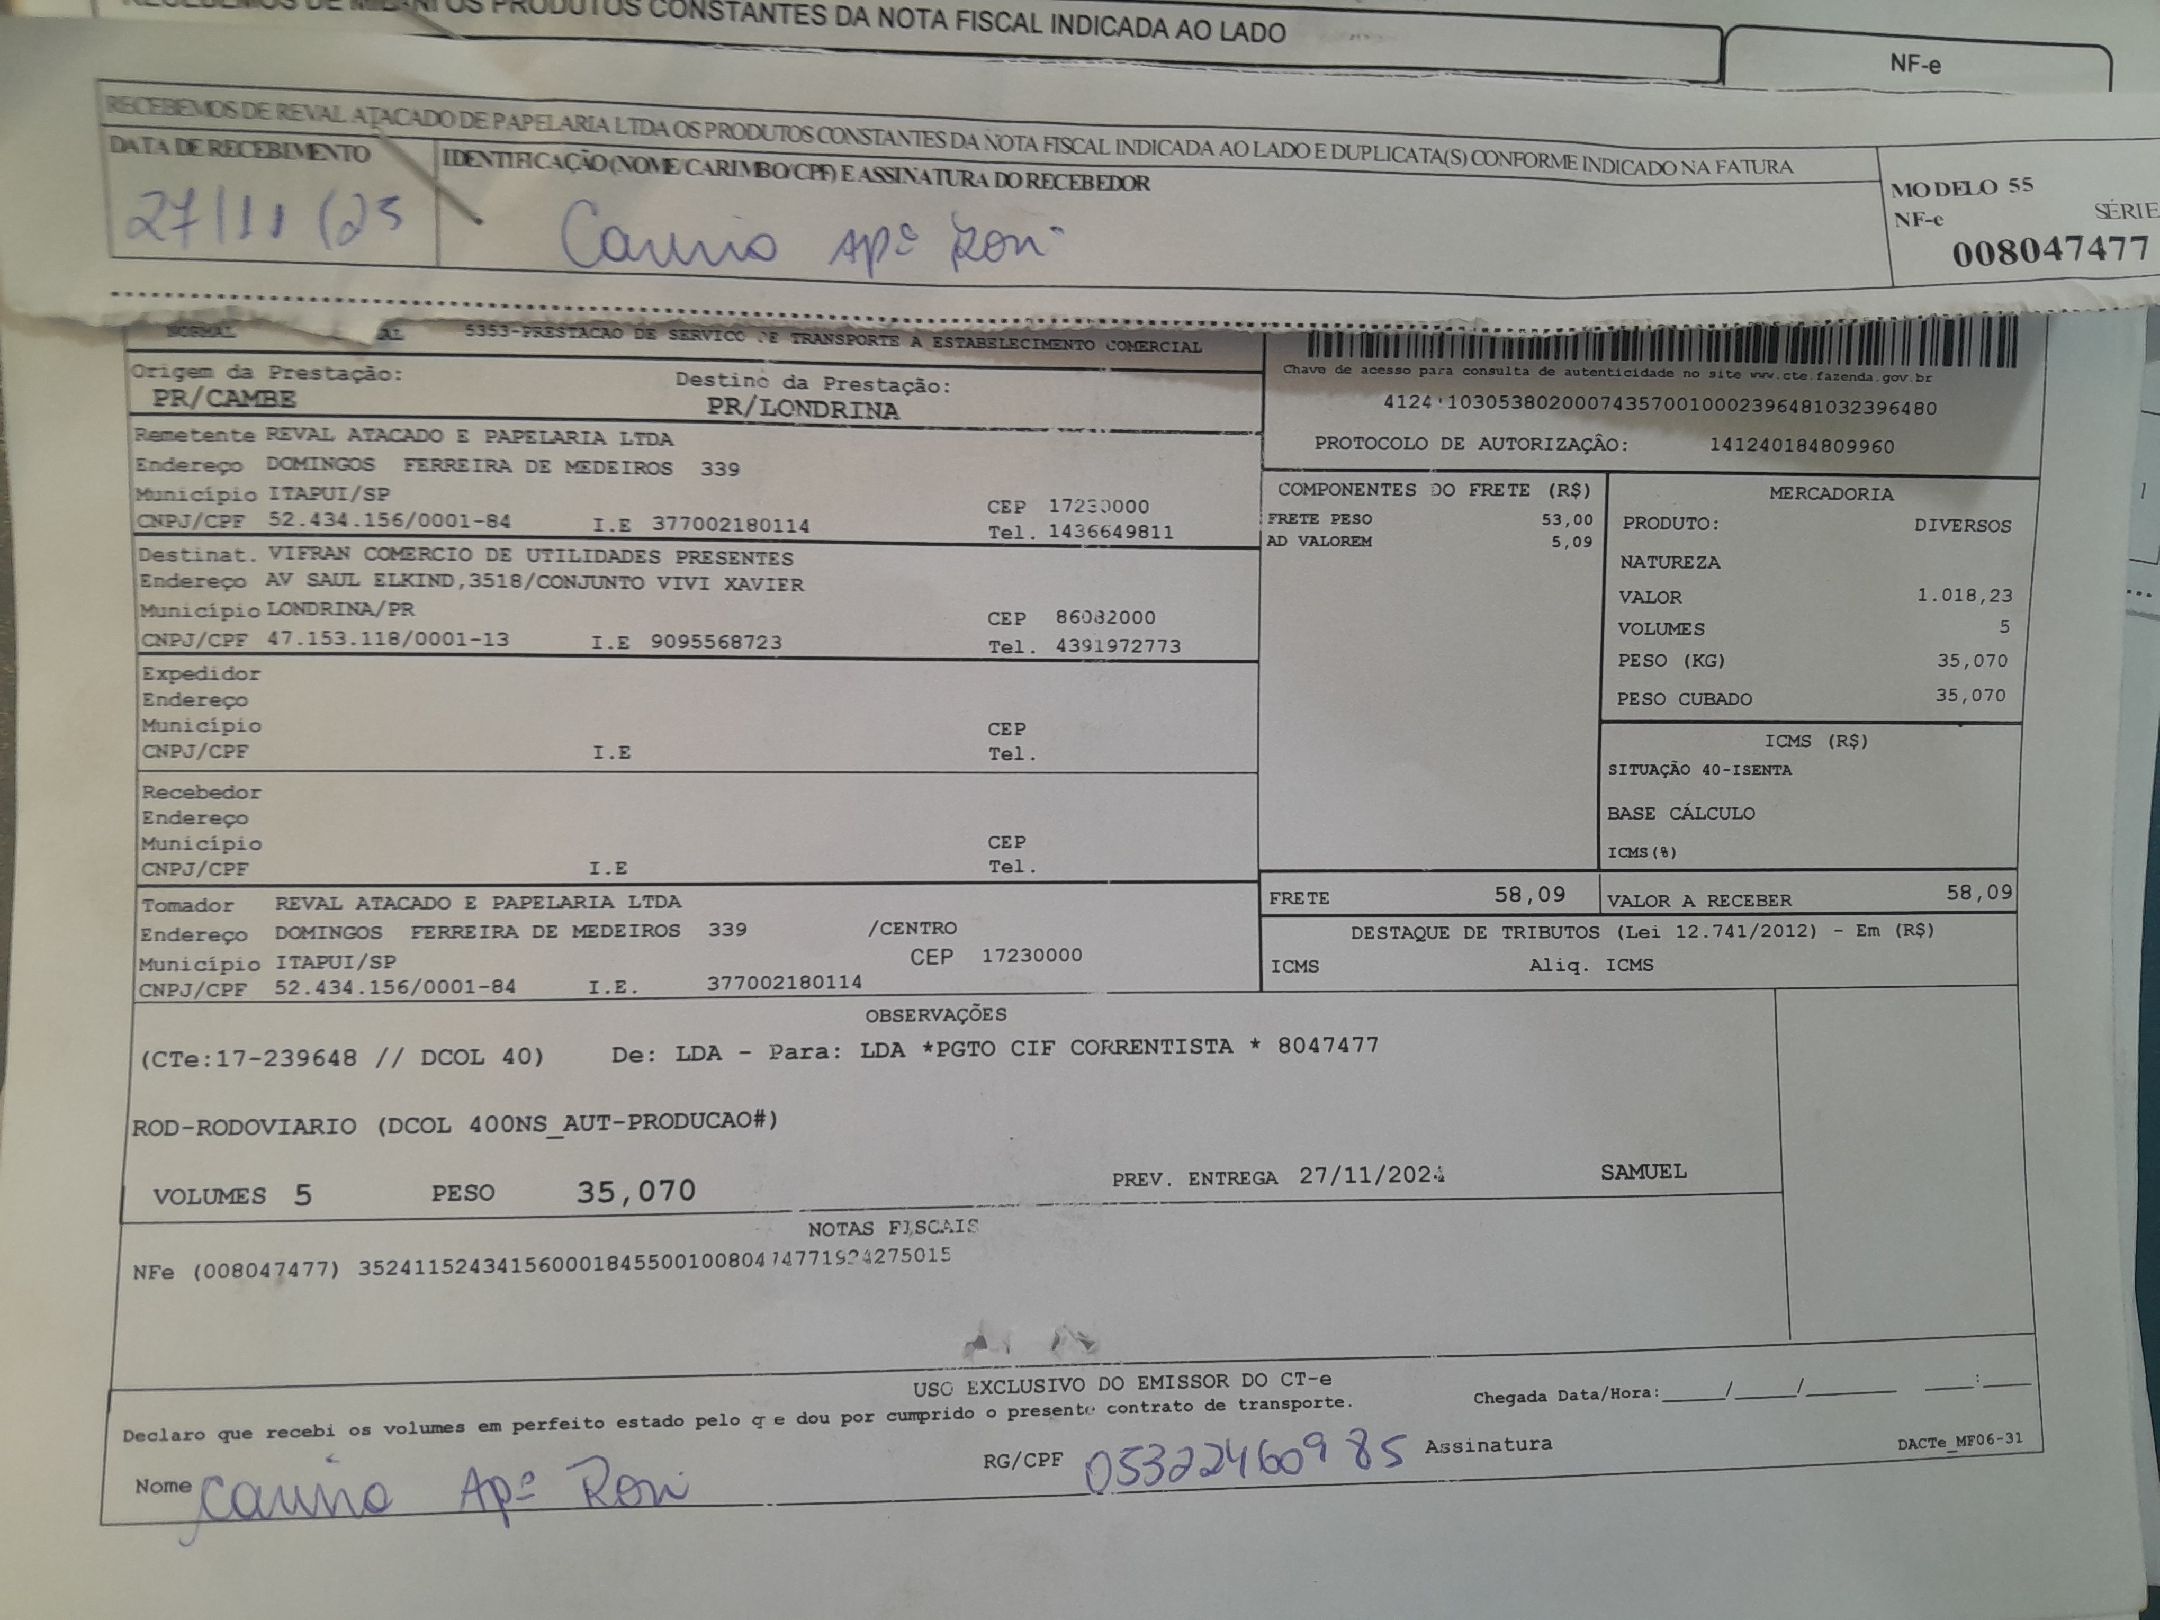 OS PRODUTOS CONSTANTES DA NOTA FISCAL INDICADA AO LADO
NF-e
RECEBEMOS DE REVAL ATACADO DE PAPELARIA LTDA OS PRODUTOS CONSTANTES DA NOTA FISCAL INDICADA AO LADO E DUPLICATA(S) CONFORME INDICADO NA FATURA
DATA DE RECEBIMENTO
IDENTIFICAÇÃO (NOME/CARIMBO/CPF) E ASSINATURA DO RECEBEDOR
MODELO 55
NF-e SÉRIE
008047477
27/11/23
Ap.
NORMAL
5353-PRESTACAO DE SERVICO DE TRANSPORTE A ESTABELECIMENTO COMERCIAL
Origem da Prestação: Destino da Prestação:
PR/CAMBE PR/LONDRINA
Chave de acesso para consulta de autenticidade no site www.cte.fazenda.gov.br
PROTOCOLO DE AUTORIZAÇÃO: 141240184809960
Remetente REVAL ATACADO E PAPELARIA LTDA
Endereço DOMINGOS FERREIRA DE MEDEIROS 339
Município ITAPUI/SP CEP 17230000
CNPJ/CPF 52.434.156/0001-84 I.E 377002180114 Tel. 1436649811
Destinat. VIFRAN COMERCIO DE UTILIDADES PRESENTES
Endereço AV SAUL ELKIND,3518/CONJUNTO VIVI XAVIER
Município LONDRINA/PR CEP 86082000
CNPJ/CPF 47.153.118/0001-13 I.E 9095568723 Tel. 4391972773
Expedidor
Endereço
Município CEP
CNPJ/CPF I.E Tel.
Recebedor
Endereço
Município CEP
CNPJ/CPF I.E Tel.
Tomador REVAL ATACADO E PAPELARIA LTDA
Endereço DOMINGOS FERREIRA DE MEDEIROS 339 /CENTRO
Município ITAPUI/SP CEP 17230000
CNPJ/CPF 52.434.156/0001-84 I.E. 377002180114
COMPONENTES DO FRETE (R$)
FRETE PESO 53,00
AD VALOREM 5,09
MERCADORIA
PRODUTO: DIVERSOS
NATUREZA
VALOR 1.018,23
VOLUMES 5
PESO (KG) 35,070
PESO CUBADO 35,070
ICMS (R$)
SITUAÇÃO 40-ISENTA
BASE CÁLCULO
ICMS(%)
FRETE 58,09 VALOR A RECEBER 58,09
DESTAQUE DE TRIBUTOS (Lei 12.741/2012) - Em (R$)
ICMS Aliq. ICMS
OBSERVAÇÕES
(CTe:17-239648 // DCOL 40) De: LDA - Para: LDA *PGTO CIF CORRENTISTA * 8047477
ROD-RODOVIARIO (DCOL 400NS_AUT-PRODUCAO#)
VOLUMES 5 PESO 35,070 PREV. ENTREGA 27/11/2024 SAMUEL
NOTAS FISCAIS
NFe (008047477)
USO EXCLUSIVO DO EMISSOR DO CT-e
Declaro que recebi os volumes em perfeito estado pelo que dou por cumprido o presente contrato de transporte.
Chegada Data/Hora:____/____/______ ___:___
Nome Apª RG/CPF 05322460985 Assinatura
DACTe_MF06-31